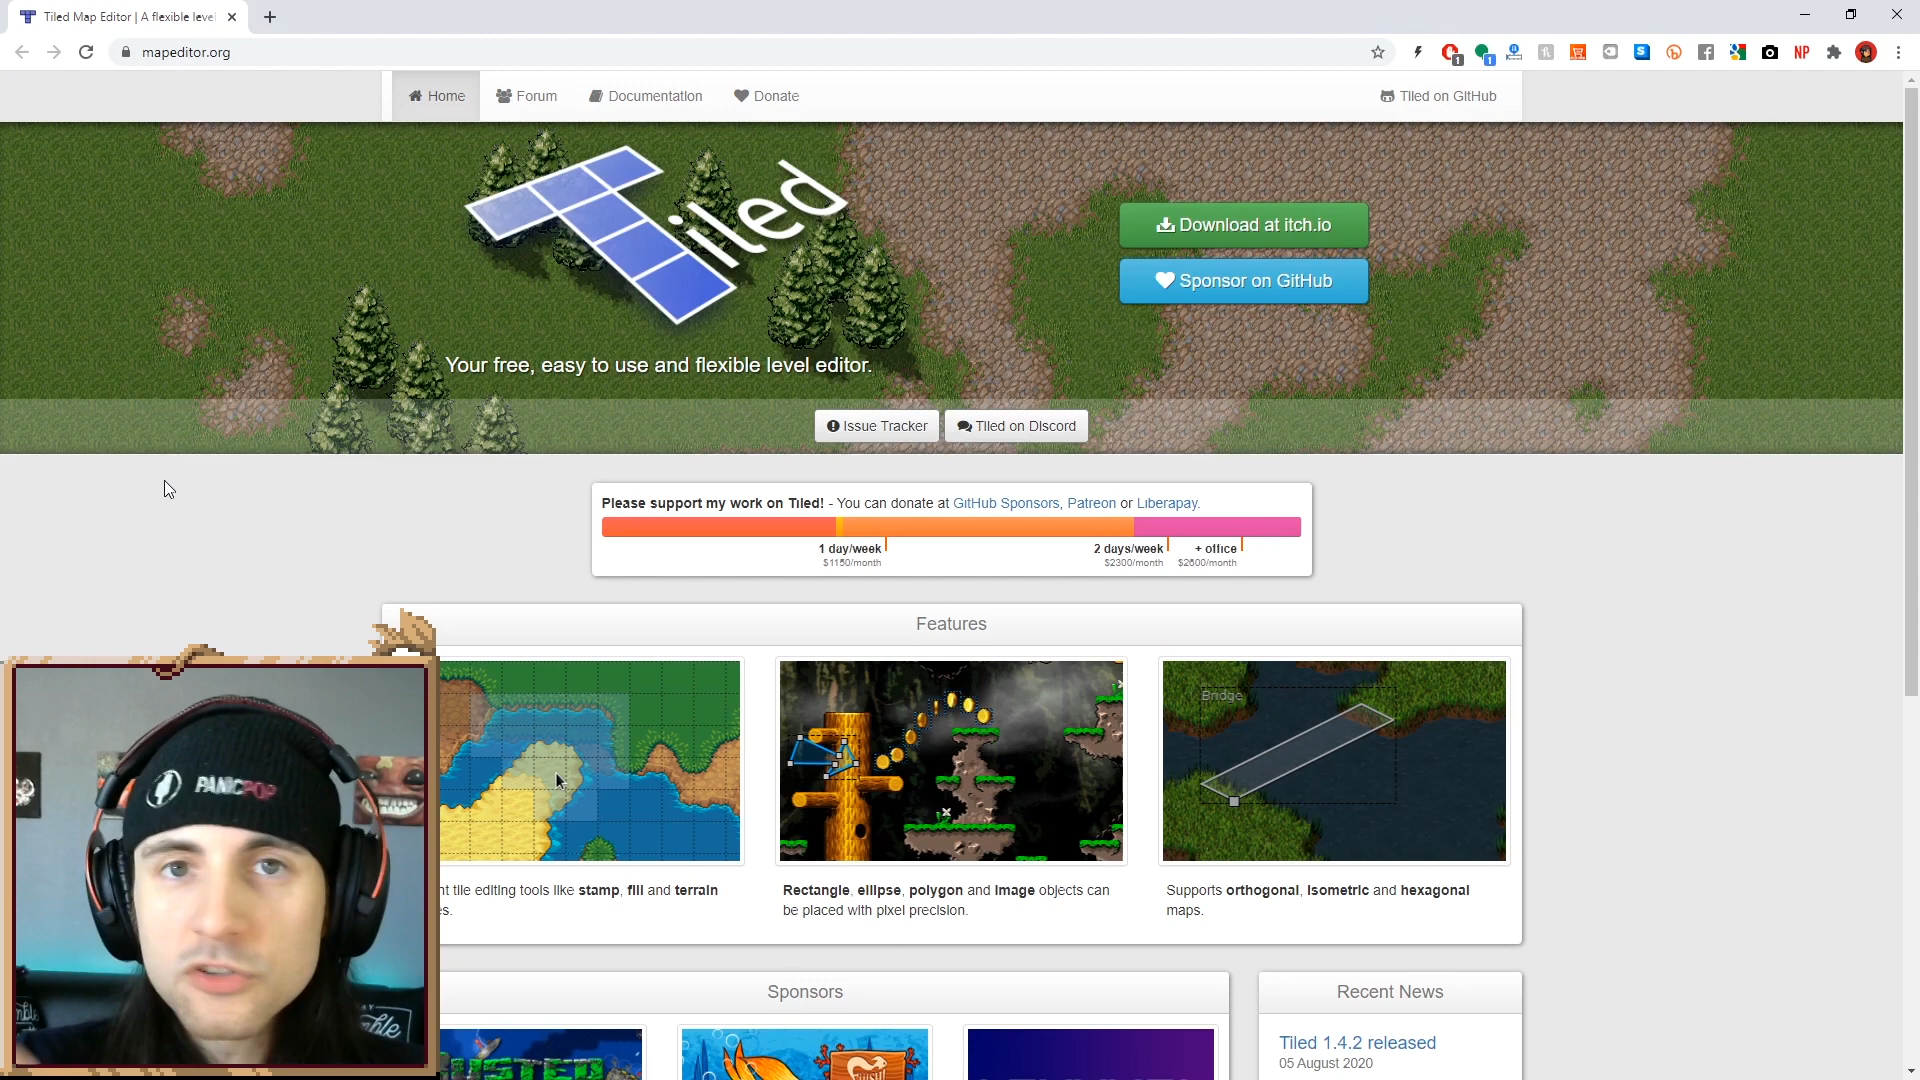 Tiled Map Editor | A flexible level
mapeditor.org
Home
Forum
Documentation
Donate
Tiled on GitHub
Tiled
Download at itch.io
Sponsor on GitHub
Your free, easy to use and flexible level editor.
Issue Tracker
Tiled on Discord
Please support my work on Tiled! - You can donate at GitHub Sponsors, Patreon or Liberapay.
1 day/week
2 days/week
+ office
$1150/month
$2300/month
$2600/month
Features
Bridge
PANICPOP
nt tile editing tools like stamp, fill and terrain
es.
Rectangle, ellipse, polygon and image objects can
be placed with pixel precision.
Supports orthogonal, isometric and hexagonal
maps.
Sponsors
Recent News
Tiled 1.4.2 released
05 August 2020